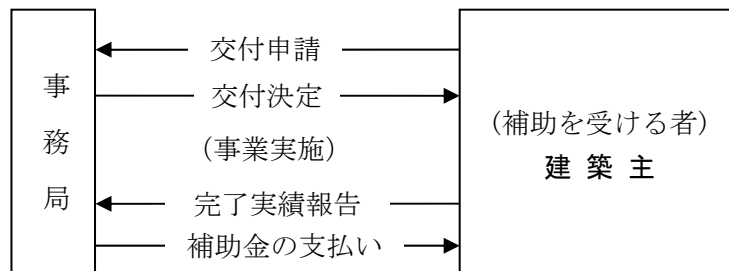 事務局
交付申請
交付決定
(事業実施)
完了実績報告
補助金の支払い
(補助を受ける者)
建築主